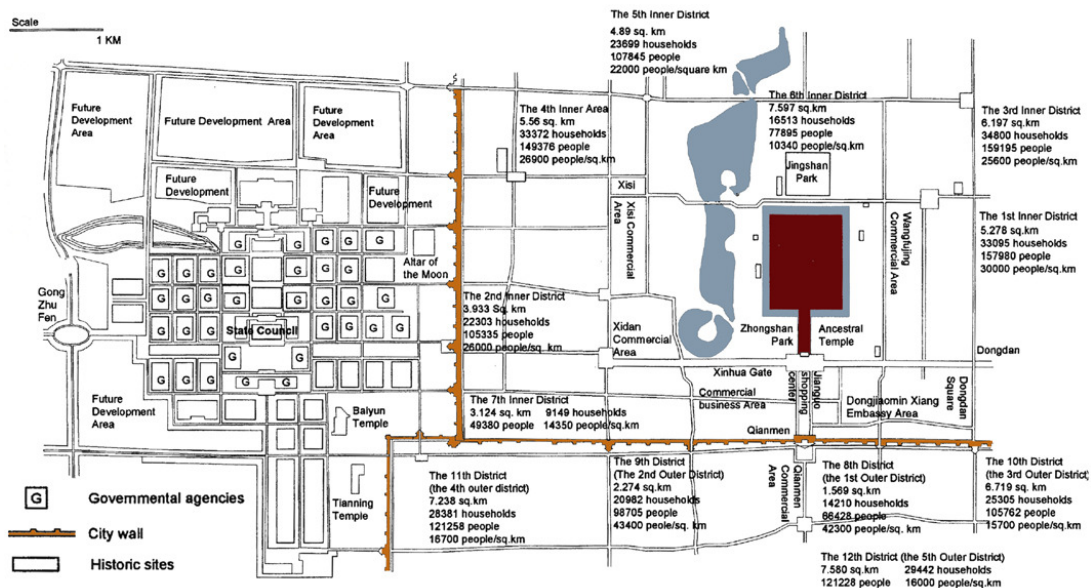 Scale
1 KM
The 5th Inner District
4.89 sq. km
23699 households
107845 people
22000 people/square km
The 4th Inner Area
5.56 sq.km
33372 households
149376 people
26900 people/sq.km
The 6th Inner District
7.597 sq.km
16513 households
77895 people
10340 people/sq.km
Jingshan
Park
The 3rd Inner District
6.197 sq.km
34800 households
159195 people
25600 people/sq.km
Future
Development
Area
Future Development Area
Future
Development
Area
Future
Development
Future
Development
Xisi
Xisi Commercial
Area
Wangfujing
Commercial Area
The 1st Inner District
5.278 sq.km
33095 households
157980 people
30000 people/sq.km
G G G G G G G
Altar of
the Moon
G G G G G G G
Gong
Zhu
Fen
G G G G G G G
The 2nd Inner District
3.933 Sq. km
22303 households
105335 people
26000 people/sq.km
G G G G G G G G
State Council
G G
G G G
G G
Xidan
Commercial
Area
Zhongshan
Park
Ancestral
Temple
Dongdan
Xinhua Gate
Jianguo
shopping
center
Commercial
business Area
Dongjiaomin Xiang
Embassy Area
Dongdan
Square
Future
Development
Area
Baiyun
Temple
The 7th Inner District
3.124 sq. km 9149 households
49380 people 14350 people/sq.km
Qianmen
Qianmen
Commercial
Area
Tianning
Temple
The 11th District
(the 4th outer district)
7.238 sq.km
28381 households
121258 people
16700 people/sq.km
The 9th District
(The 2nd Outer District)
2.274 sq.km
20982 households
98705 people
43400 peole/sq. km
The 8th District
(the 1st Outer District)
1.569 sq.km
14210 households
66428 people
42300 people/sq. km
The 10th District
(the 3rd Outer District)
6.719 sq. km
25305 households
105762 people
15700 people/sq.km
The 12th District (the 5th Outer District)
7.580 sq.km 29442 households
121228 people 16000 people/sq.km
G Governmental agencies
City wall
Historic sites